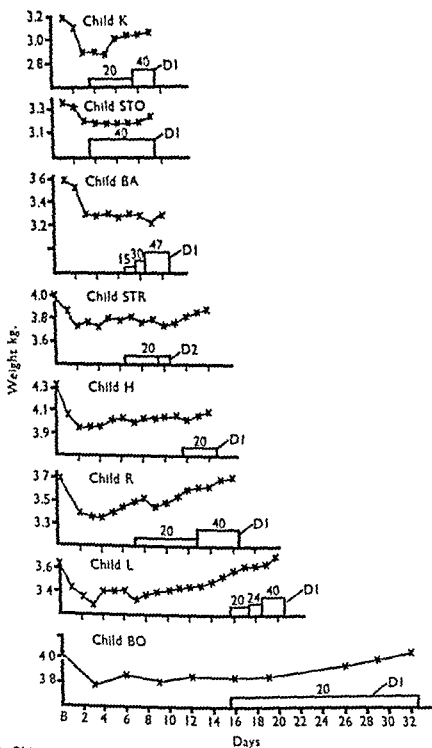 Child K
3.2
3.0
2.8
20
40
D1
Child STO
3.3
3.1
40
D1
Child BA
3.6
3.4
3.2
15
30
47
D1
Child STR
4.0
3.8
3.6
20
D2
Child H
4.3
4.1
3.9
20
D1
Child R
3.7
3.5
3.3
20
40
D1
Child L
3.6
3.4
20
24
40
D1
Child BO
4.0
3.8
20
D1
B 2 4 6 8 10 12 14 16 18 20 22 24 26 28 30 32
Days
Weight kg.